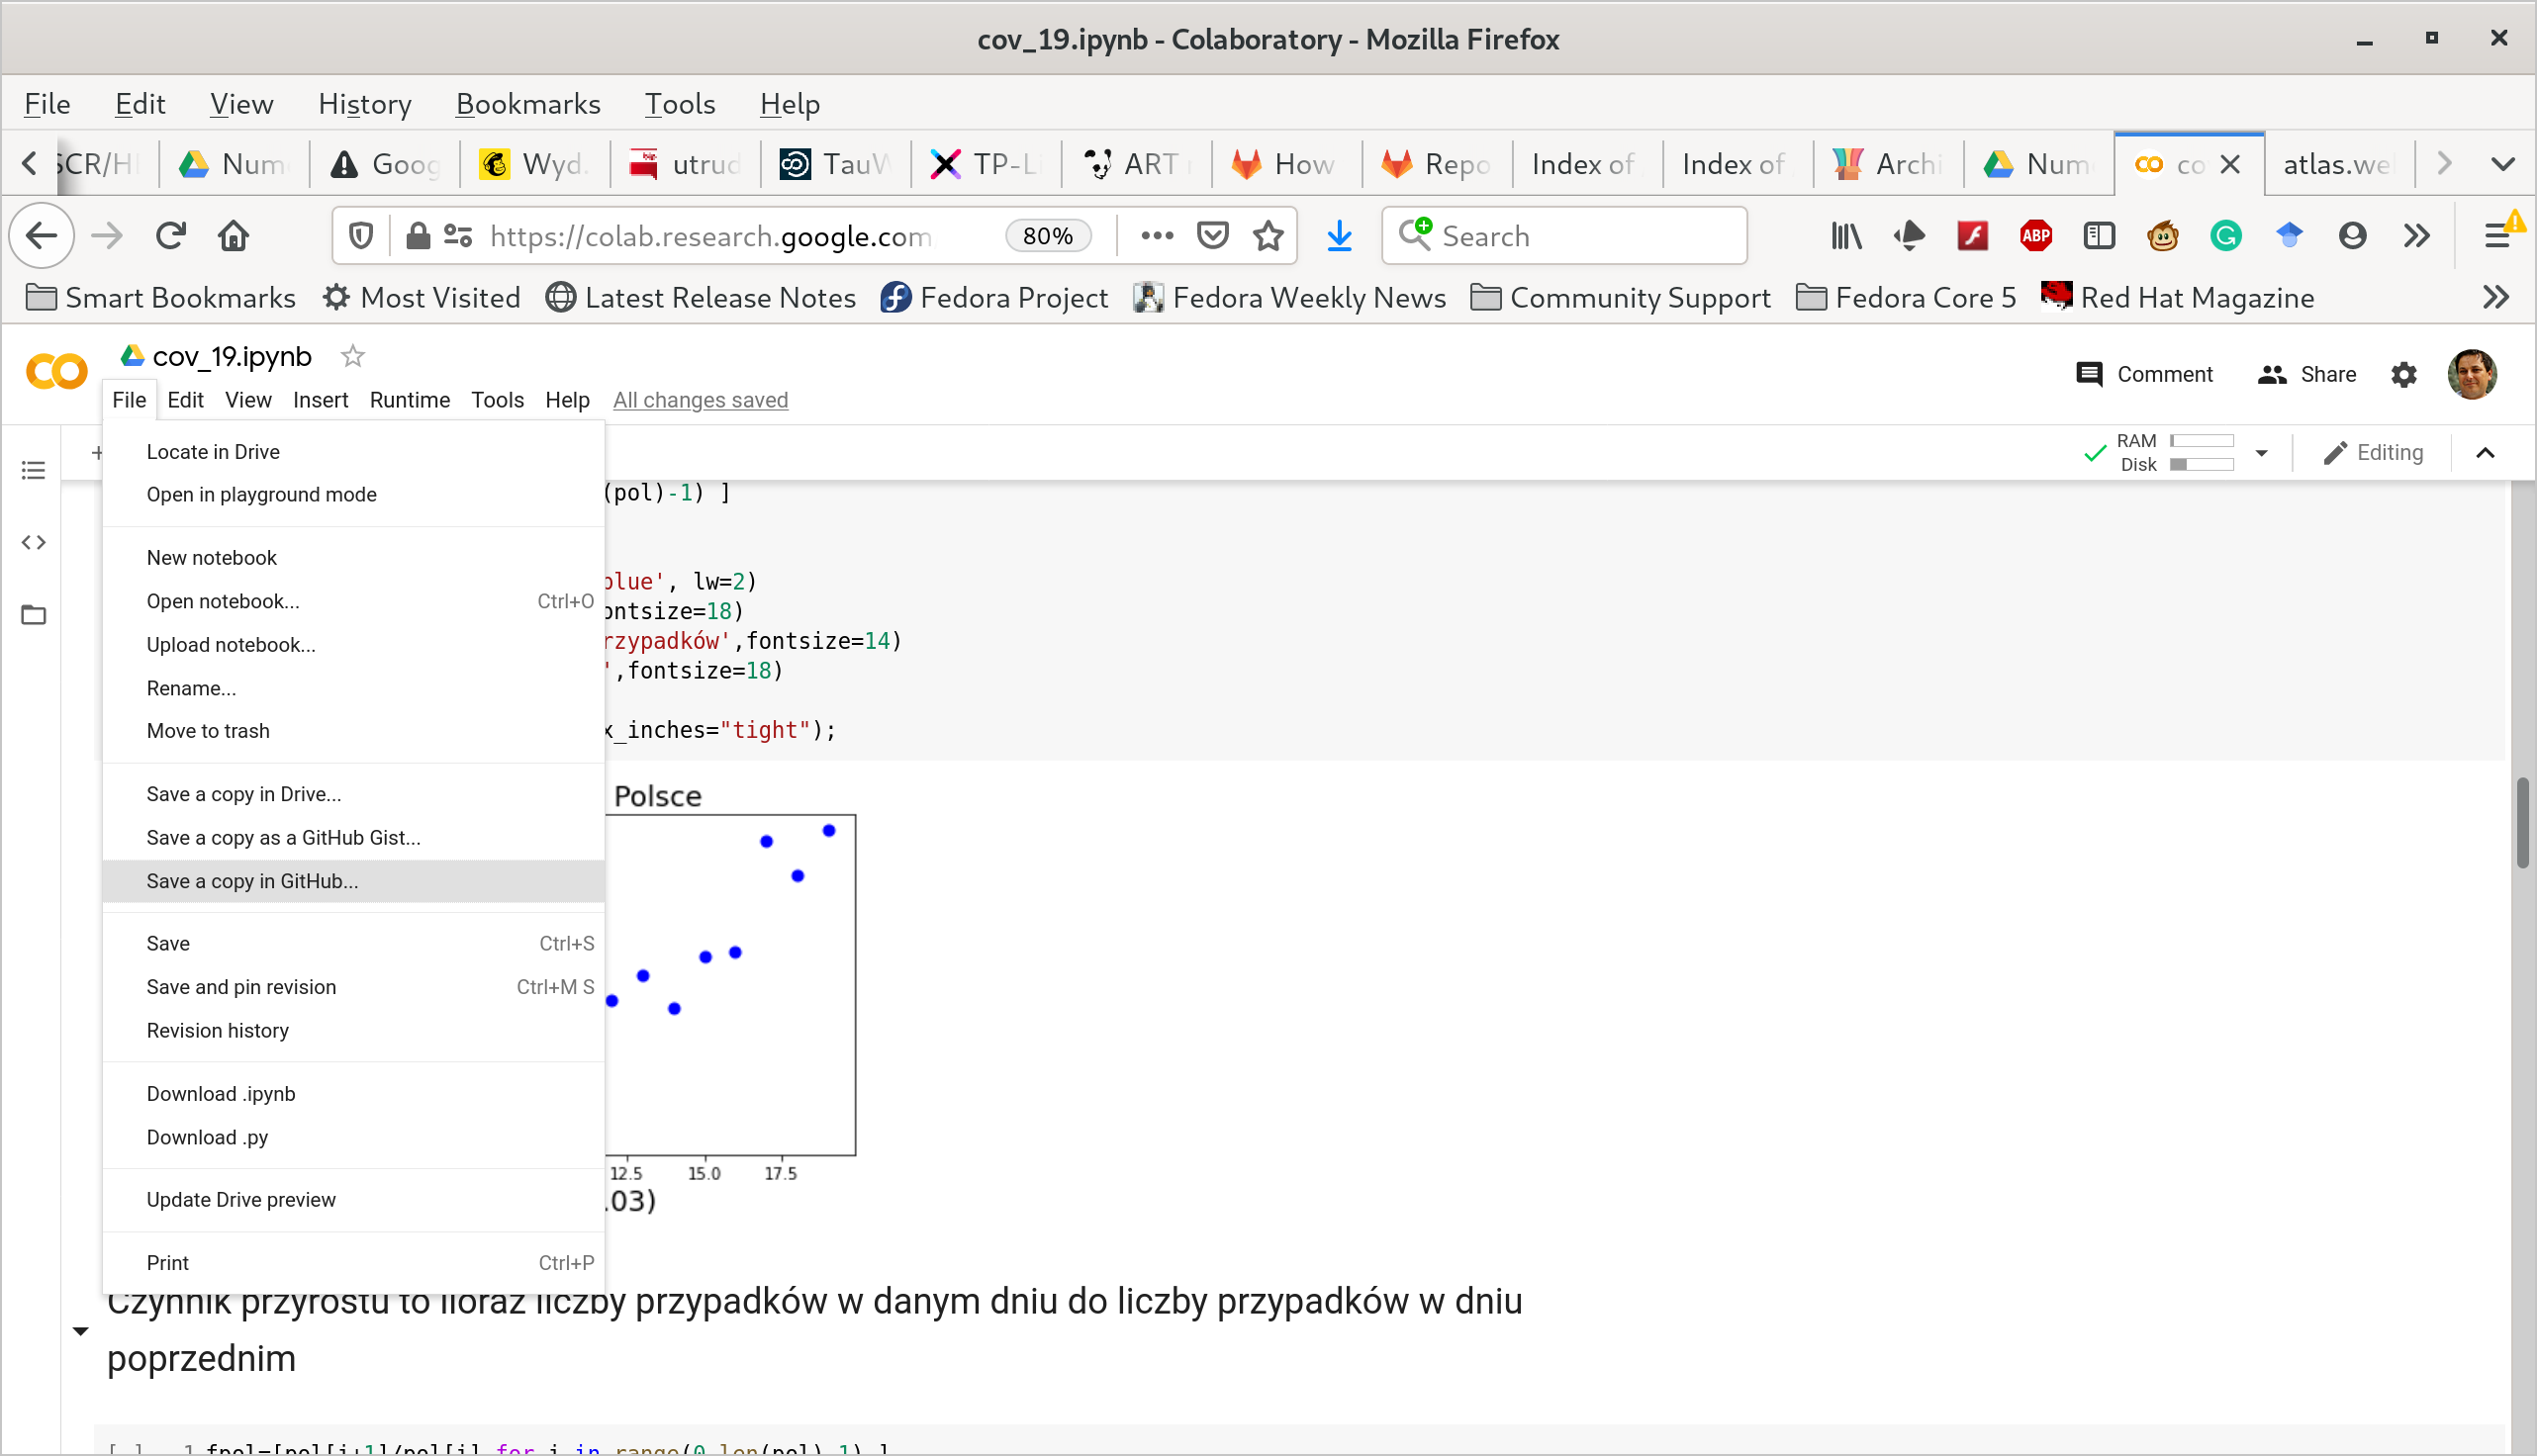 cov_19.ipynb - Colaboratory - Mozilla Firefox
File Edit View History Bookmarks Tools Help
SCR/H Num Goog Wyd. utrud TauW TP-Li ART How Repo Index of Index of Archi Num co atlas.we
https://colab.research.google.com 80% Search
Smart Bookmarks Most Visited Latest Release Notes Fedora Project Fedora Weekly News Community Support Fedora Core 5 Red Hat Magazine
cov_19.ipynb
Comment Share
File Edit View Insert Runtime Tools Help All changes saved
RAM
Disk
Editing
Locate in Drive
Open in playground mode
New notebook
Open notebook... Ctrl+O
Upload notebook...
Rename...
Move to trash
Save a copy in Drive...
Save a copy as a GitHub Gist...
Save a copy in GitHub...
Save Ctrl+S
Save and pin revision Ctrl+M S
Revision history
Download .ipynb
Download .py
Update Drive preview
Print Ctrl+P
(pol)-1) ]
blue', lw=2)
ontsize=18)
rzypadków',fontsize=14)
',fontsize=18)
x_inches="tight");
Polsce
12.5 15.0 17.5
.03)
Czynnik przyrostu to iloraz liczby przypadków w danym dniu do liczby przypadków w dniu
poprzednim
[ ] 1 fpol=[pol[i+1]/pol[i] for i in range(0,len(pol)-1) ]